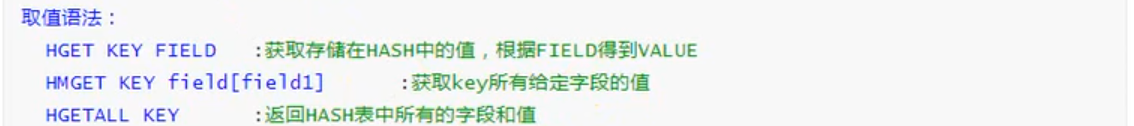 取值语法：
HGET KEY FIELD :获取存储在HASH中的值，根据FIELD得到VALUE
HMGET KEY field[field1] :获取key所有给定字段的值
HGETALL KEY :返回HASH表中所有的字段和值